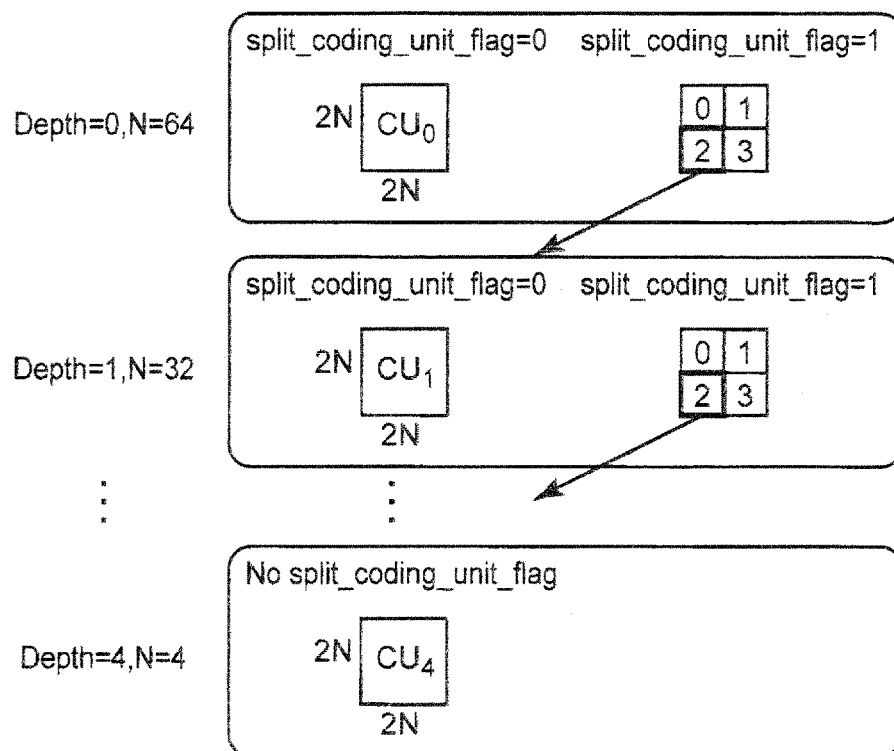 split_coding_unit_flag=0 split_coding_unit_flag=1
Depth=0,N=64
2N CU₀
2N
0 1
2 3
split_coding_unit_flag=0 split_coding_unit_flag=1
Depth=1,N=32
2N CU₁
2N
0 1
2 3
No split_coding_unit_flag
Depth=4,N=4
2N CU₄
2N